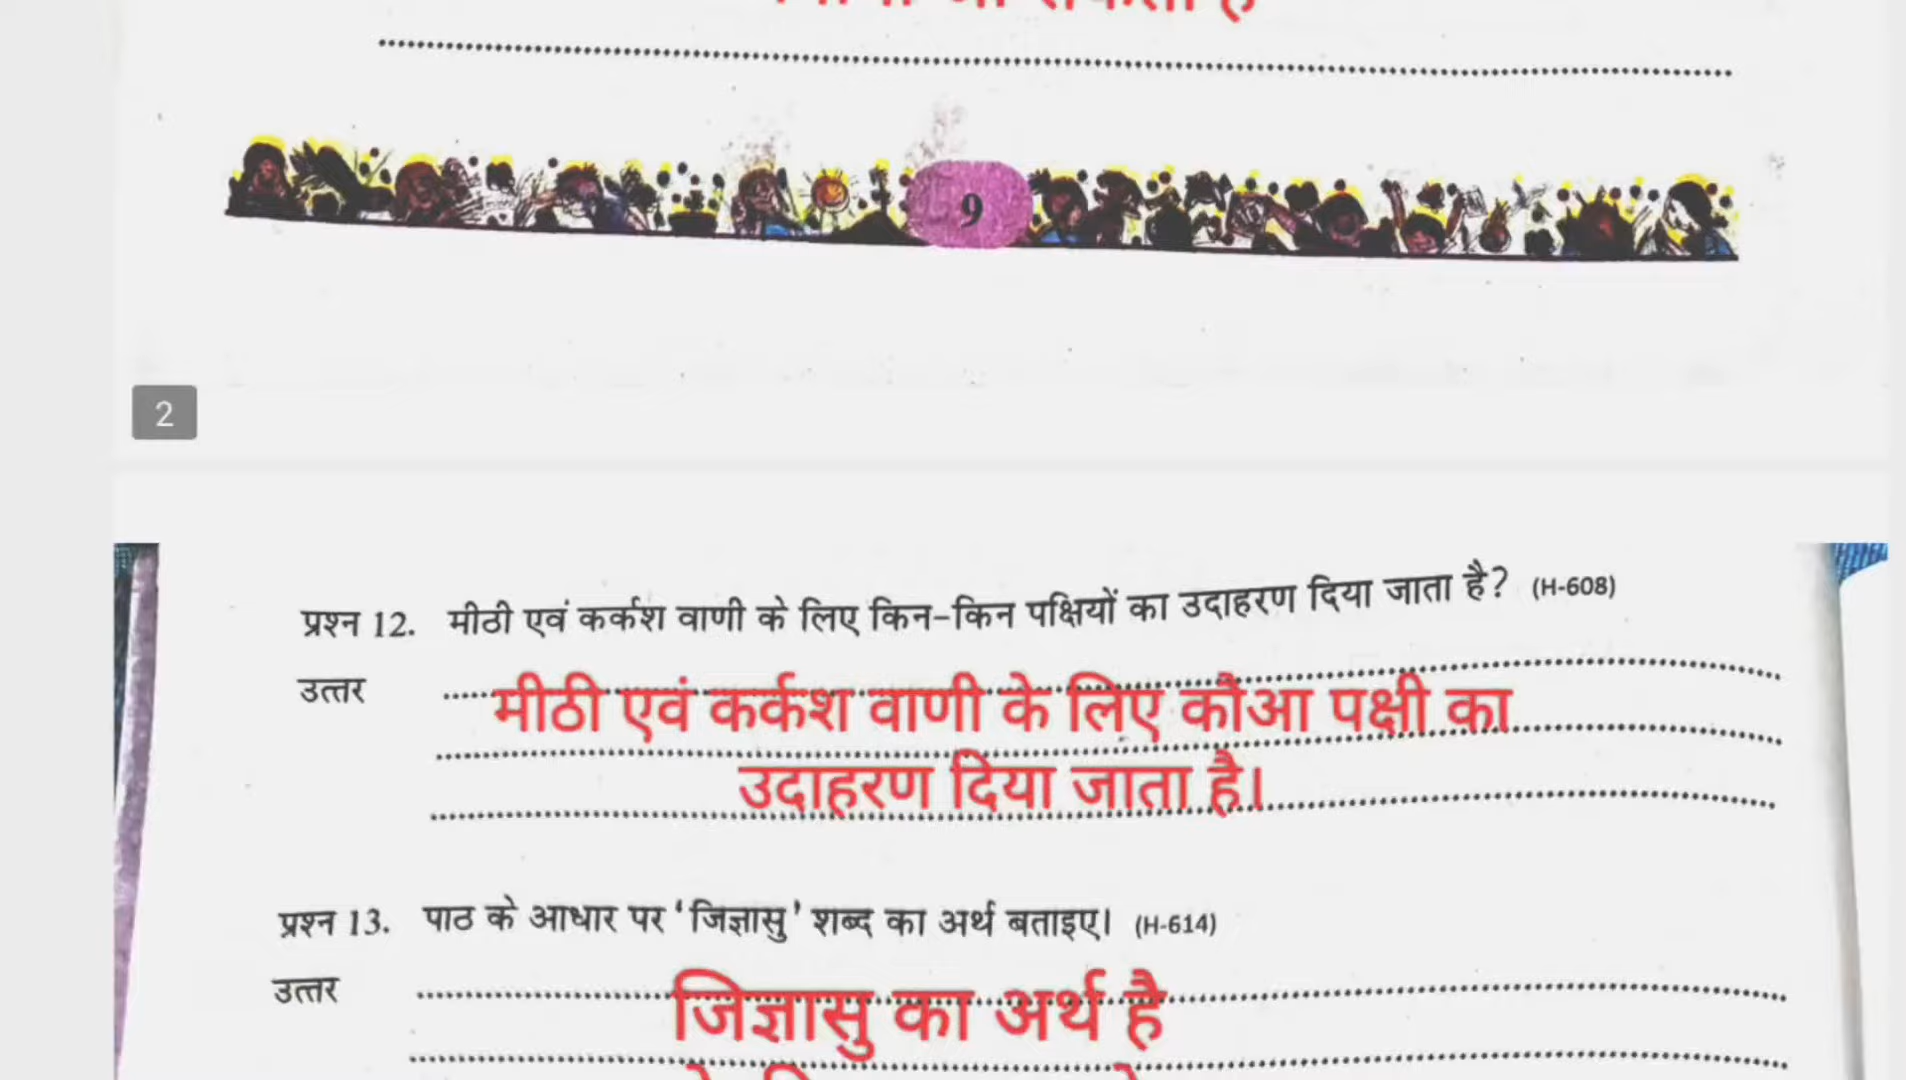 9
2
प्रश्न 12. मीठी एवं कर्कश वाणी के लिए किन-किन पक्षियों का उदाहरण दिया जाता है? (H-608)
उत्तर
मीठी एवं कर्कश वाणी के लिए कौआ पक्षी का
उदाहरण दिया जाता है।
प्रश्न 13. पाठ के आधार पर 'जिज्ञासु' शब्द का अर्थ बताइए। (H-614)
उत्तर
जिज्ञासु का अर्थ है